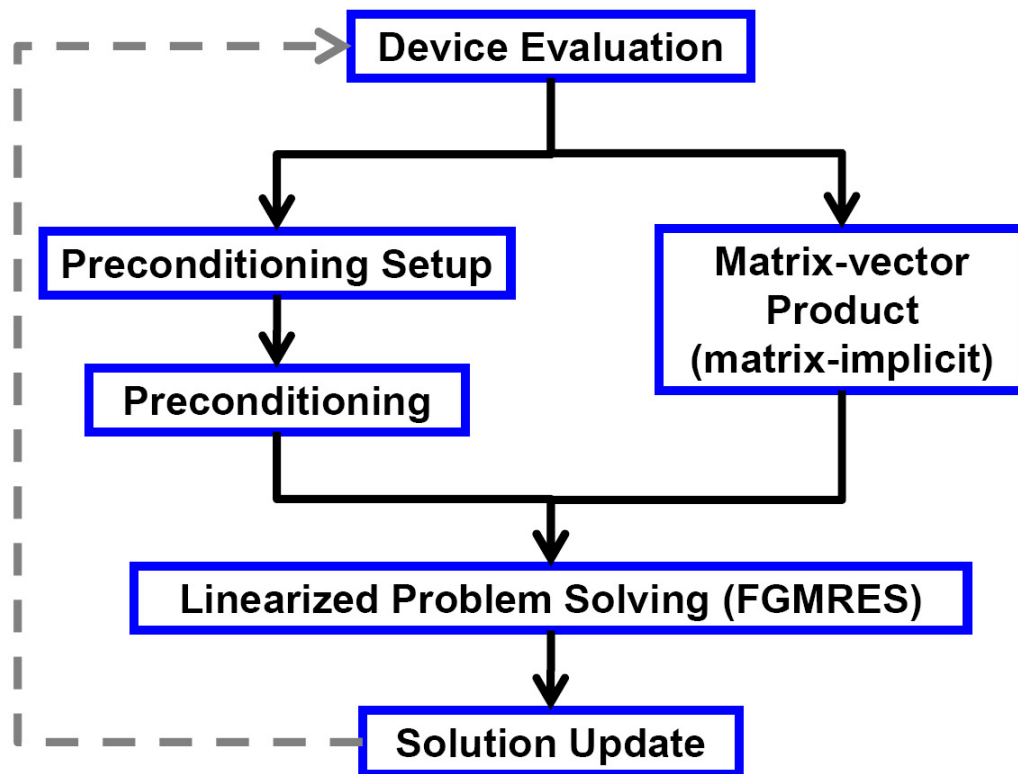 Device Evaluation
Preconditioning Setup
Preconditioning
Matrix-vector
Product
(matrix-implicit)
Linearized Problem Solving (FGMRES)
Solution Update